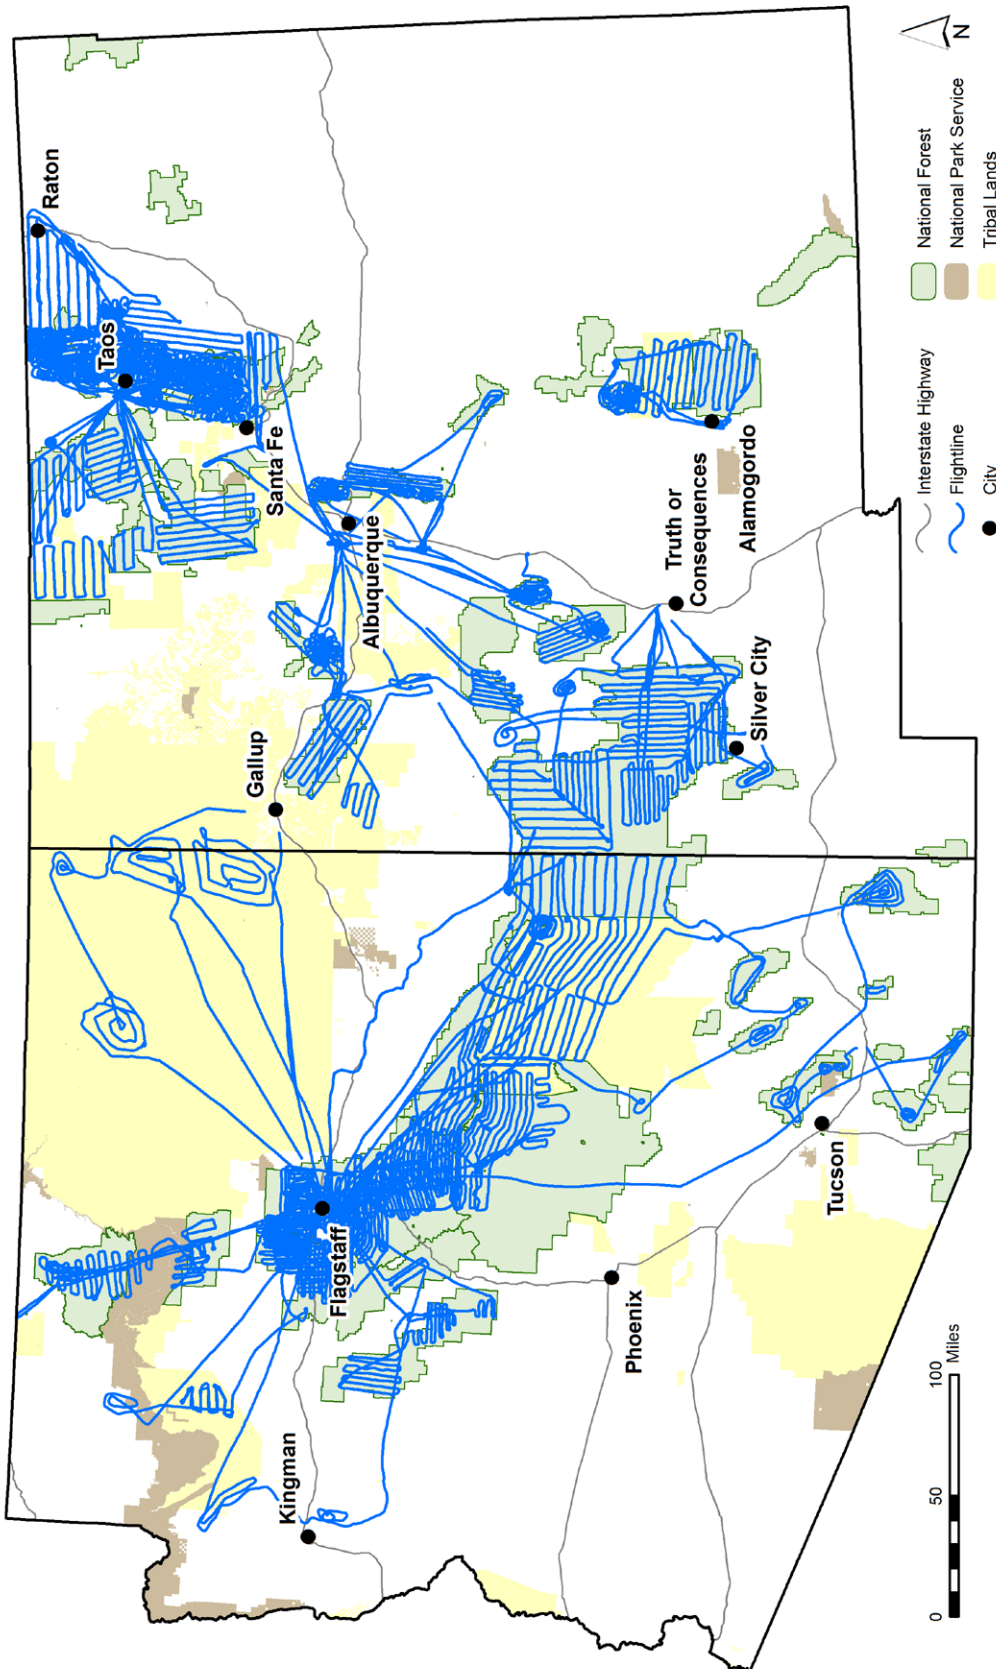 Raton
Taos
Santa Fe
Albuquerque
Gallup
Truth or
Consequences
Alamogordo
Silver City
Flagstaff
Kingman
Phoenix
Tucson
0 50 100
Miles
Interstate Highway
Flightline
City
National Forest
National Park Service
Tribal Lands
N